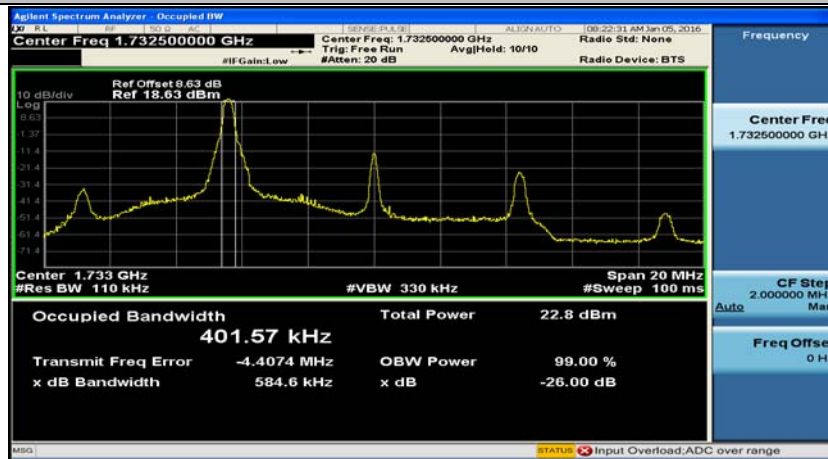 Agilent Spectrum Analyzer - Occupied BW
RL RF 50 Ω AC SENSE:PULSE ALIGN AUTO 08:22:31 AM Jan 05, 2016
Center Freq 1.732500000 GHz Center Freq: 1.732500000 GHz Radio Std: None Frequency
Trig: Free Run Avg|Hold: 10/10
#IFGain:Low #Atten: 20 dB Radio Device: BTS
Ref Offset 8.63 dB
10 dB/div Ref 18.63 dBm
Log
8.63
-1.37
-11.4
-21.4
-31.4
-41.4
-51.4
-61.4
-71.4
Center Freq
1.732500000 GH
Center 1.733 GHz Span 20 MHz
#Res BW 110 kHz #VBW 330 kHz #Sweep 100 ms
CF Step
2.000000 MH
Auto Ma
Occupied Bandwidth Total Power 22.8 dBm
401.57 kHz
Transmit Freq Error -4.4074 MHz OBW Power 99.00 %
x dB Bandwidth 584.6 kHz x dB -26.00 dB
Freq Offse
0 H
MSG STATUS Input Overload;ADC over range